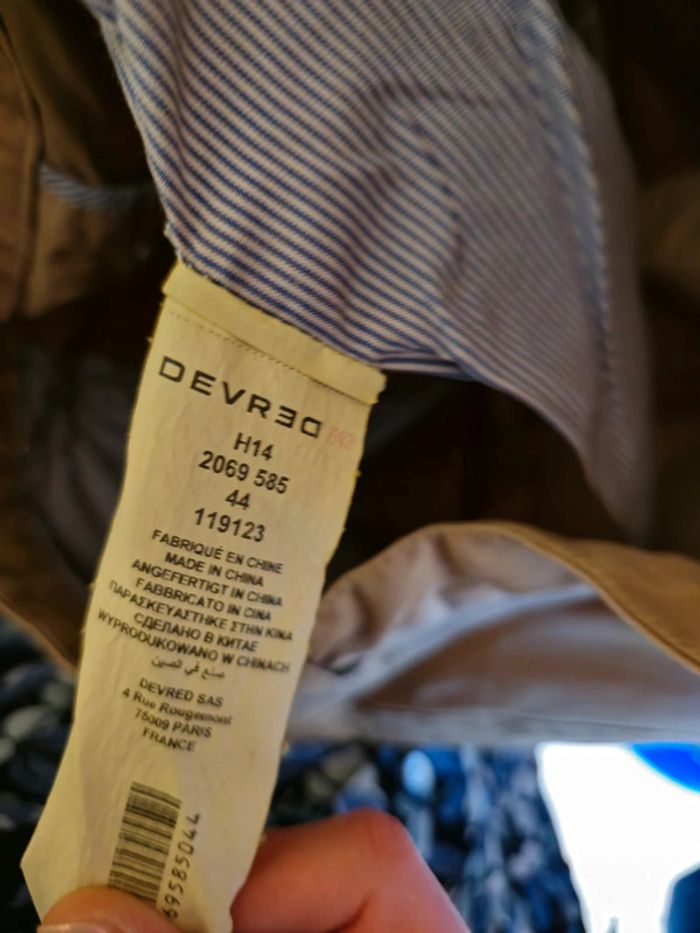 DEVRED
H14
2069 585
44
119123
FABRIQUÉ EN CHINE
MADE IN CHINA
ANGEFERTIGT IN CHINA
FABBRICATO IN CINA
ΠΑΡΑΣΚΕΥΑΣΤΗΚΕ ΣΤΗΝ ΚΙΝΑ
СДЕЛАНО В КИТАЕ
WYPRODUKOWANO W CHINACH
صنع في الصين
DEVRED SAS
4 Rue Rougemont
75009 PARIS
FRANCE
69585044